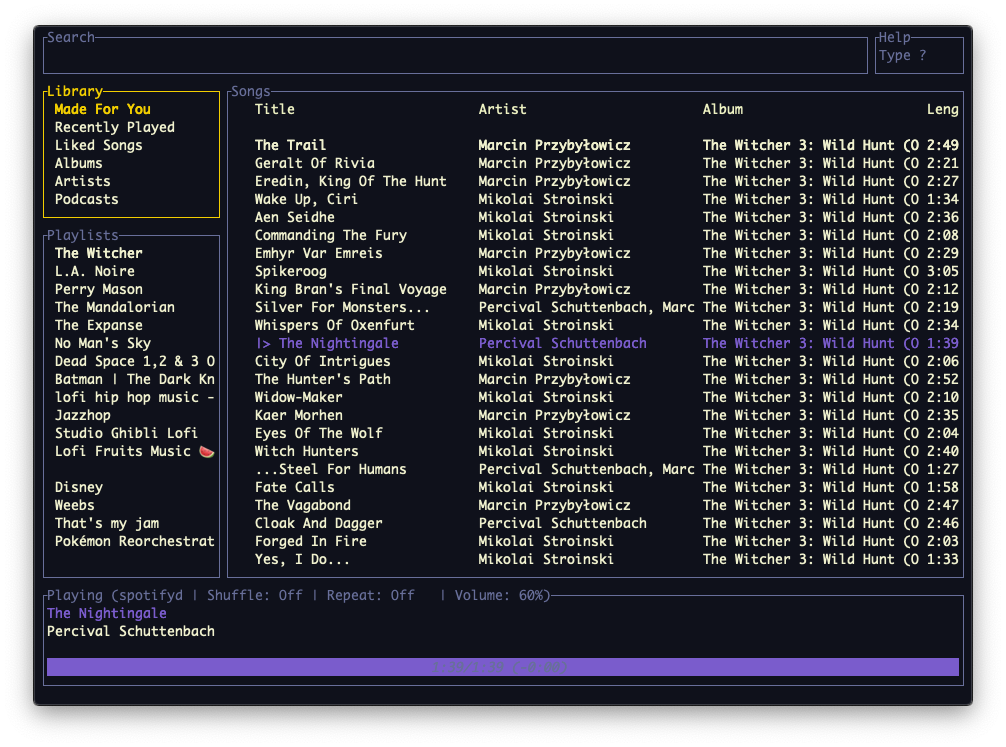 Search
Help
Type ?
Library
Made For You
Recently Played
Liked Songs
Albums
Artists
Podcasts
Playlists
The Witcher
L.A. Noire
Perry Mason
The Mandalorian
The Expanse
No Man's Sky
Dead Space 1,2 & 3 O
Batman | The Dark Kn
lofi hip hop music -
Jazzhop
Studio Ghibli Lofi
Lofi Fruits Music 🍉
Disney
Weebs
That's my jam
Pokémon Reorchestrat
Songs
Title Artist Album Leng
The Trail Marcin Przybyłowicz The Witcher 3: Wild Hunt (O 2:49
Geralt Of Rivia Marcin Przybyłowicz The Witcher 3: Wild Hunt (O 2:21
Eredin, King Of The Hunt Marcin Przybyłowicz The Witcher 3: Wild Hunt (O 2:27
Wake Up, Ciri Mikolai Stroinski The Witcher 3: Wild Hunt (O 1:34
Aen Seidhe Mikolai Stroinski The Witcher 3: Wild Hunt (O 2:36
Commanding The Fury Mikolai Stroinski The Witcher 3: Wild Hunt (O 2:08
Emhyr Var Emreis Marcin Przybyłowicz The Witcher 3: Wild Hunt (O 2:29
Spikeroog Mikolai Stroinski The Witcher 3: Wild Hunt (O 3:05
King Bran's Final Voyage Marcin Przybyłowicz The Witcher 3: Wild Hunt (O 2:12
Silver For Monsters... Percival Schuttenbach, Marc The Witcher 3: Wild Hunt (O 2:19
Whispers Of Oxenfurt Mikolai Stroinski The Witcher 3: Wild Hunt (O 2:34
|> The Nightingale Percival Schuttenbach The Witcher 3: Wild Hunt (O 1:39
City Of Intrigues Mikolai Stroinski The Witcher 3: Wild Hunt (O 2:06
The Hunter's Path Marcin Przybyłowicz The Witcher 3: Wild Hunt (O 2:52
Widow-Maker Mikolai Stroinski The Witcher 3: Wild Hunt (O 2:10
Kaer Morhen Marcin Przybyłowicz The Witcher 3: Wild Hunt (O 2:35
Eyes Of The Wolf Mikolai Stroinski The Witcher 3: Wild Hunt (O 2:04
Witch Hunters Mikolai Stroinski The Witcher 3: Wild Hunt (O 2:40
...Steel For Humans Percival Schuttenbach, Marc The Witcher 3: Wild Hunt (O 1:27
Fate Calls Mikolai Stroinski The Witcher 3: Wild Hunt (O 1:58
The Vagabond Marcin Przybyłowicz The Witcher 3: Wild Hunt (O 2:47
Cloak And Dagger Percival Schuttenbach The Witcher 3: Wild Hunt (O 2:46
Forged In Fire Mikolai Stroinski The Witcher 3: Wild Hunt (O 2:03
Yes, I Do... Mikolai Stroinski The Witcher 3: Wild Hunt (O 1:33
Playing (spotifyd | Shuffle: Off | Repeat: Off | Volume: 60%)
The Nightingale
Percival Schuttenbach